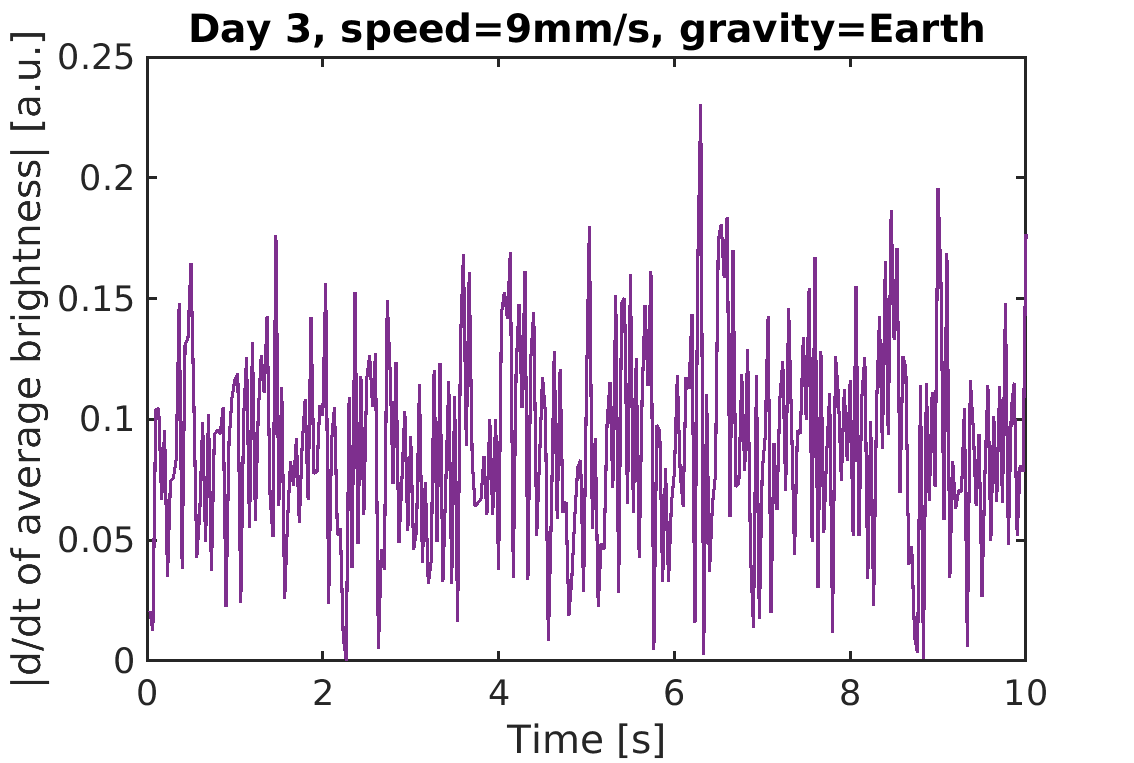 Day 3, speed=9mm/s, gravity=Earth
|d/dt of average brightness| [a.u.]
0.25
0.2
0.15
0.1
0.05
0
0 2 4 6 8 10
Time [s]